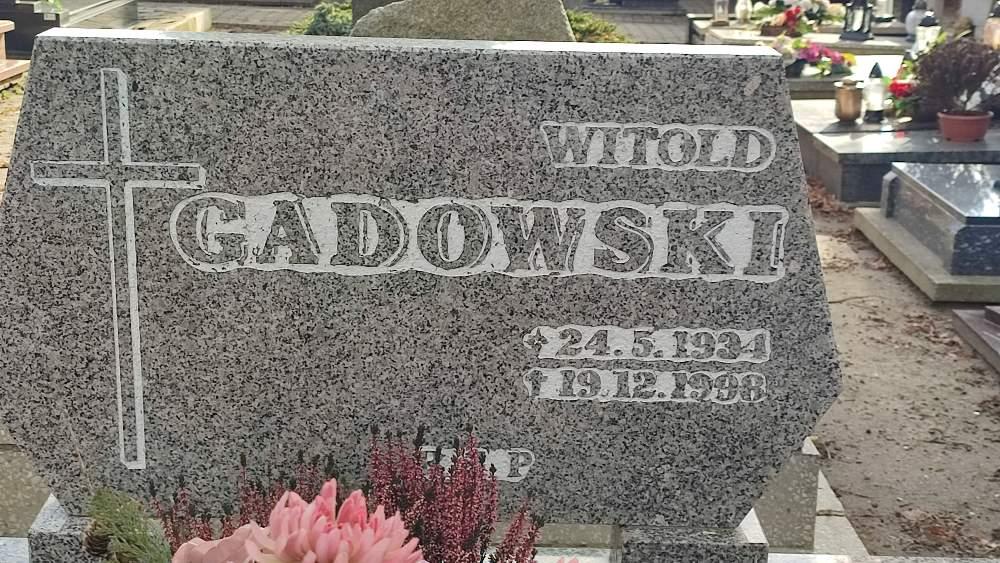 WITOLD
GADOWSKI
✶ 24.5.1934
† 19.12.1998